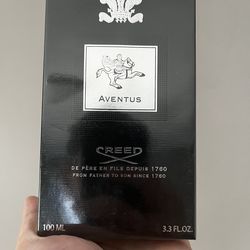 AVENTUS
CREED
DE PÈRE EN FILS DEPUIS 1760
FROM FATHER TO SON SINCE 1760
100 ML 3.3 FL.OZ.